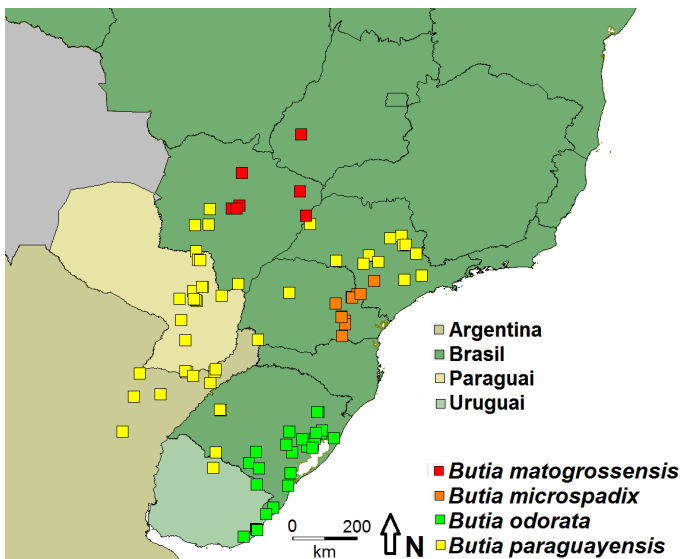 Argentina
Brasil
Paraguai
Uruguai
Butia matogrossensis
Butia microspadix
Butia odorata
Butia paraguayensis
0 200
km
N